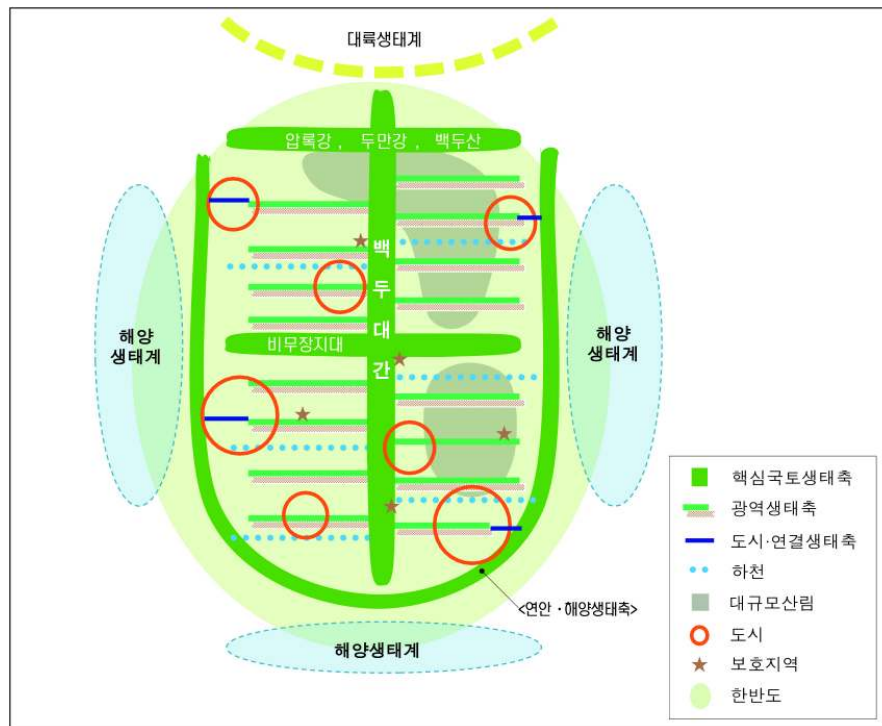 대륙생태계
압록강 , 두만강 , 백두산
백
두
대
간
비무장지대
해양
생태계
해양
생태계
<연안 · 해양생태축>
해양생태계
핵심국토생태축
광역생태축
도시·연결생태축
하천
대규모산림
도시
보호지역
한반도